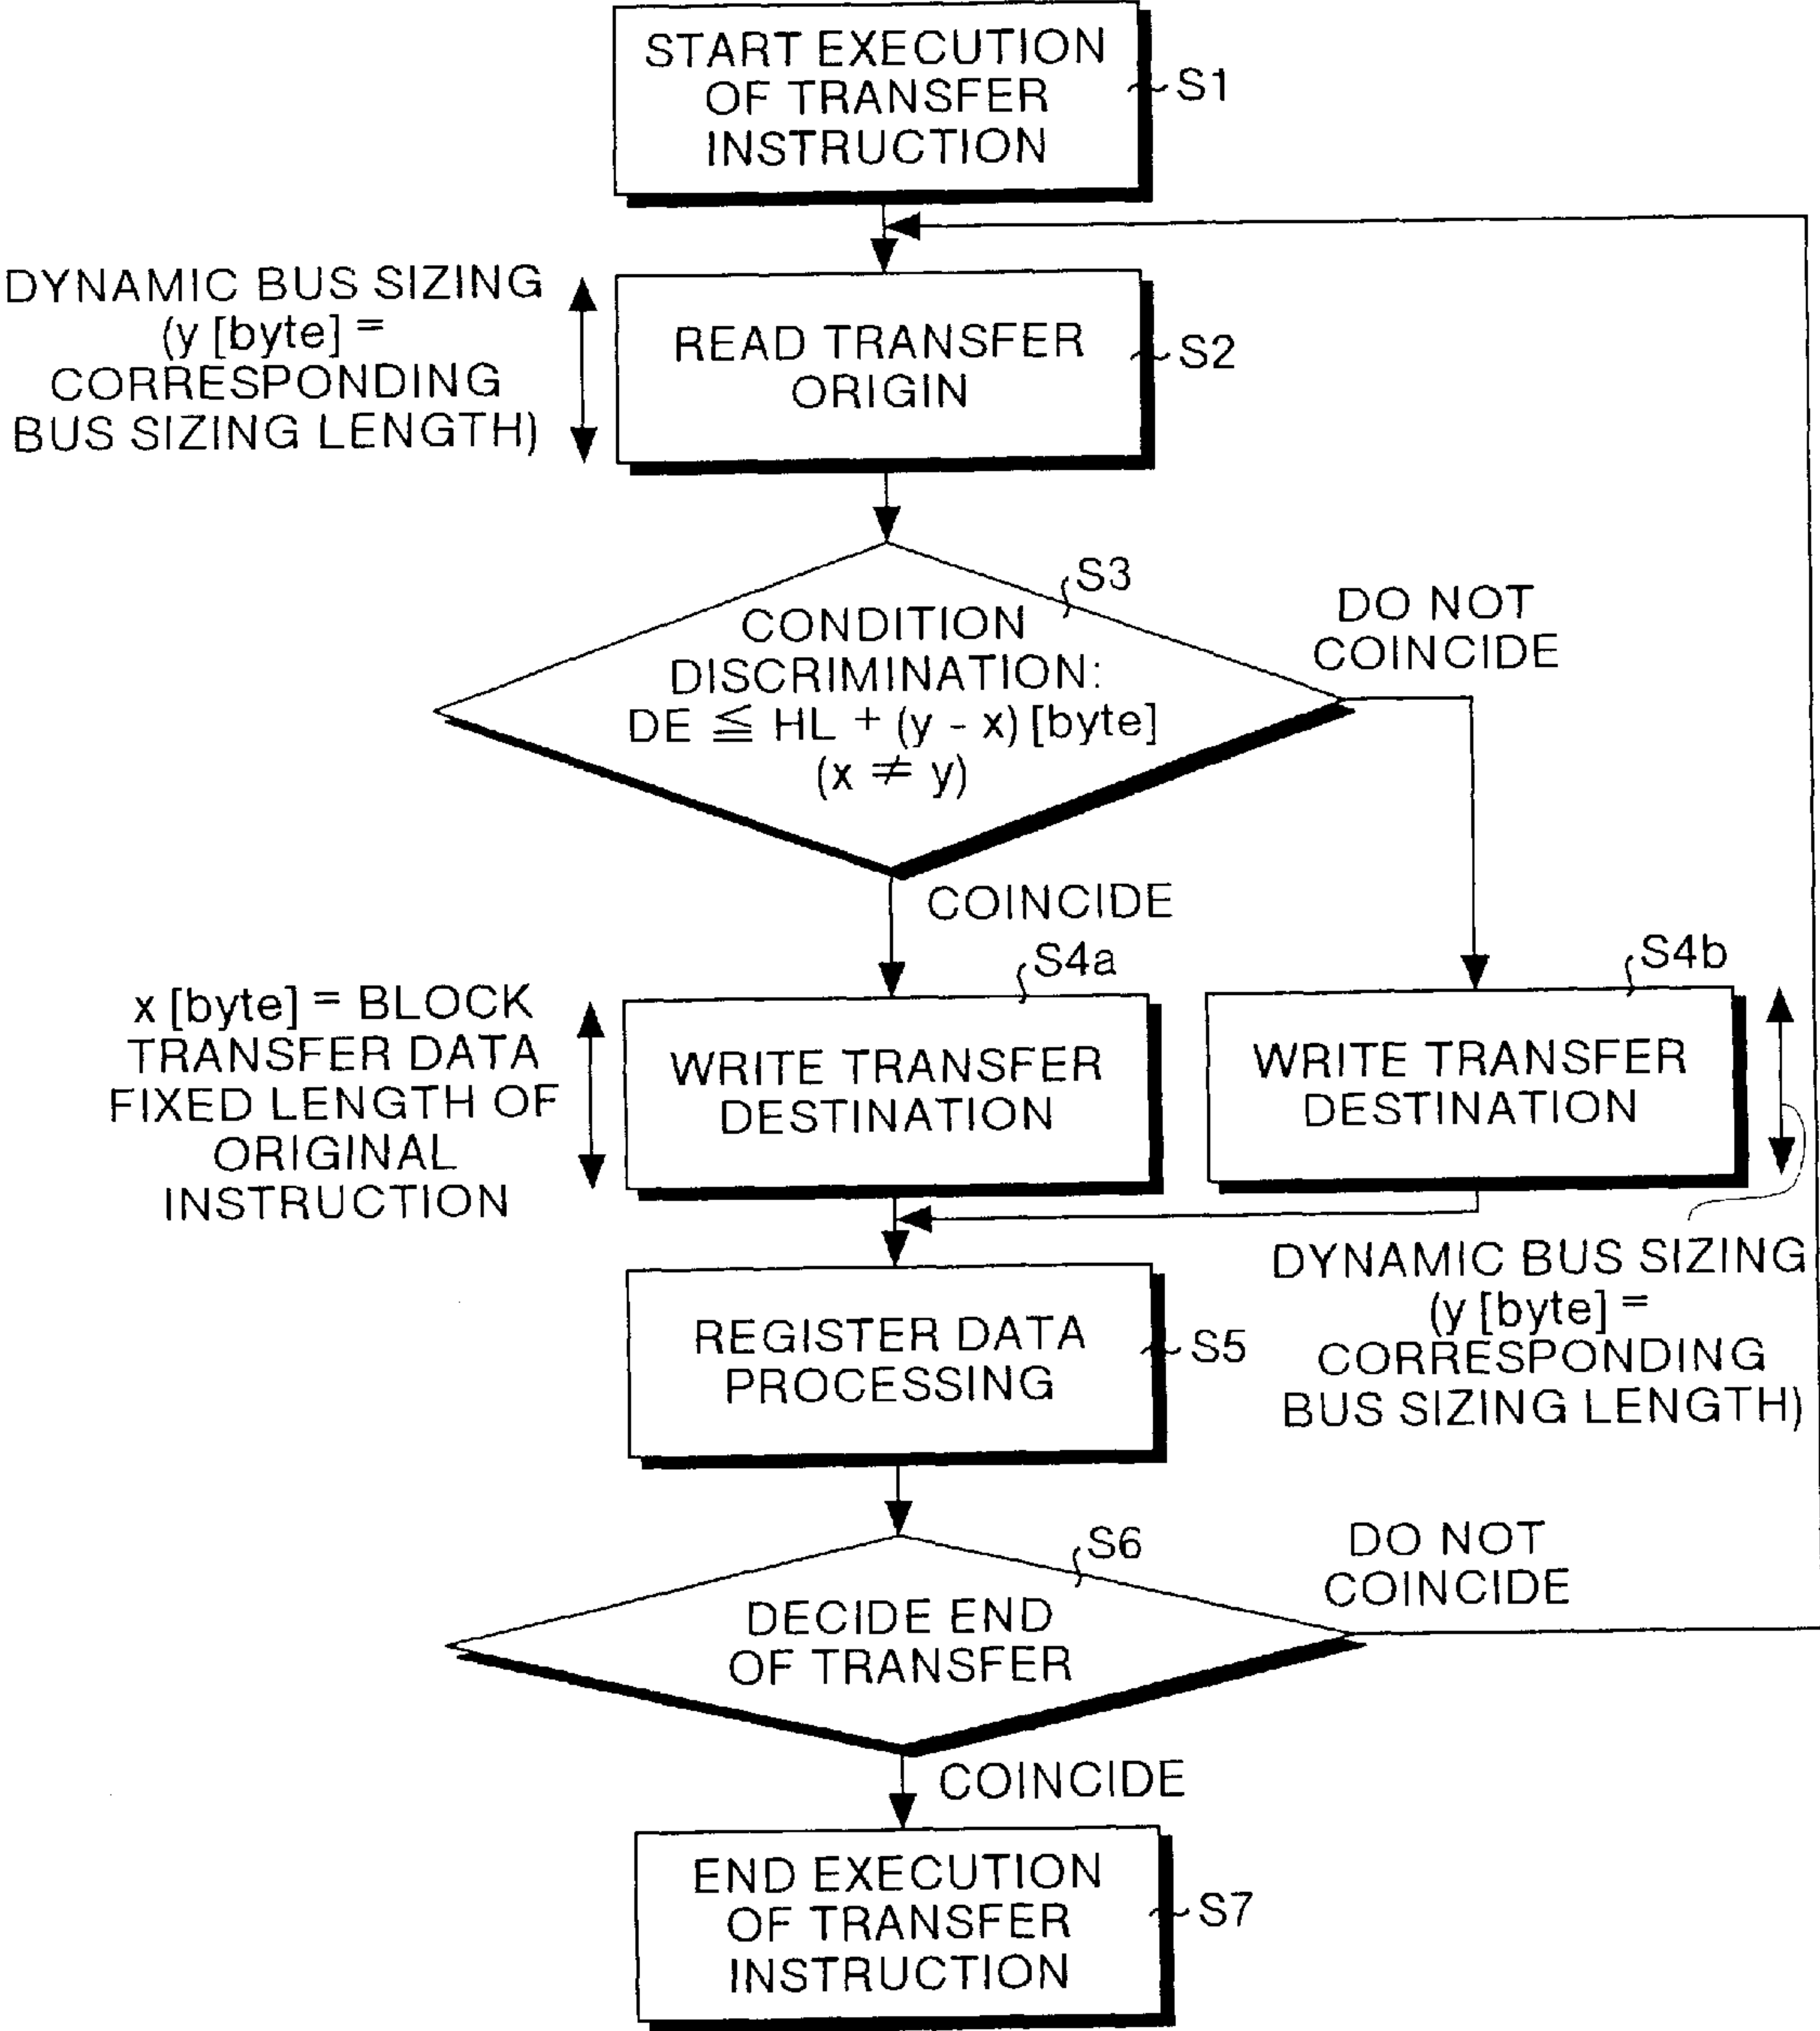 START EXECUTION
OF TRANSFER
INSTRUCTION
S1
DYNAMIC BUS SIZING
(y [byte] =
CORRESPONDING
BUS SIZING LENGTH)
READ TRANSFER
ORIGIN
S2
S3
CONDITION
DISCRIMINATION:
DE ≦ HL + (y - x) [byte]
(x ≠ y)
DO NOT
COINCIDE
COINCIDE
S4a
S4b
x [byte] = BLOCK
TRANSFER DATA
FIXED LENGTH OF
ORIGINAL
INSTRUCTION
WRITE TRANSFER
DESTINATION
WRITE TRANSFER
DESTINATION
DYNAMIC BUS SIZING
(y [byte] =
CORRESPONDING
BUS SIZING LENGTH)
REGISTER DATA
PROCESSING
S5
S6
DECIDE END
OF TRANSFER
DO NOT
COINCIDE
COINCIDE
END EXECUTION
OF TRANSFER
INSTRUCTION
S7